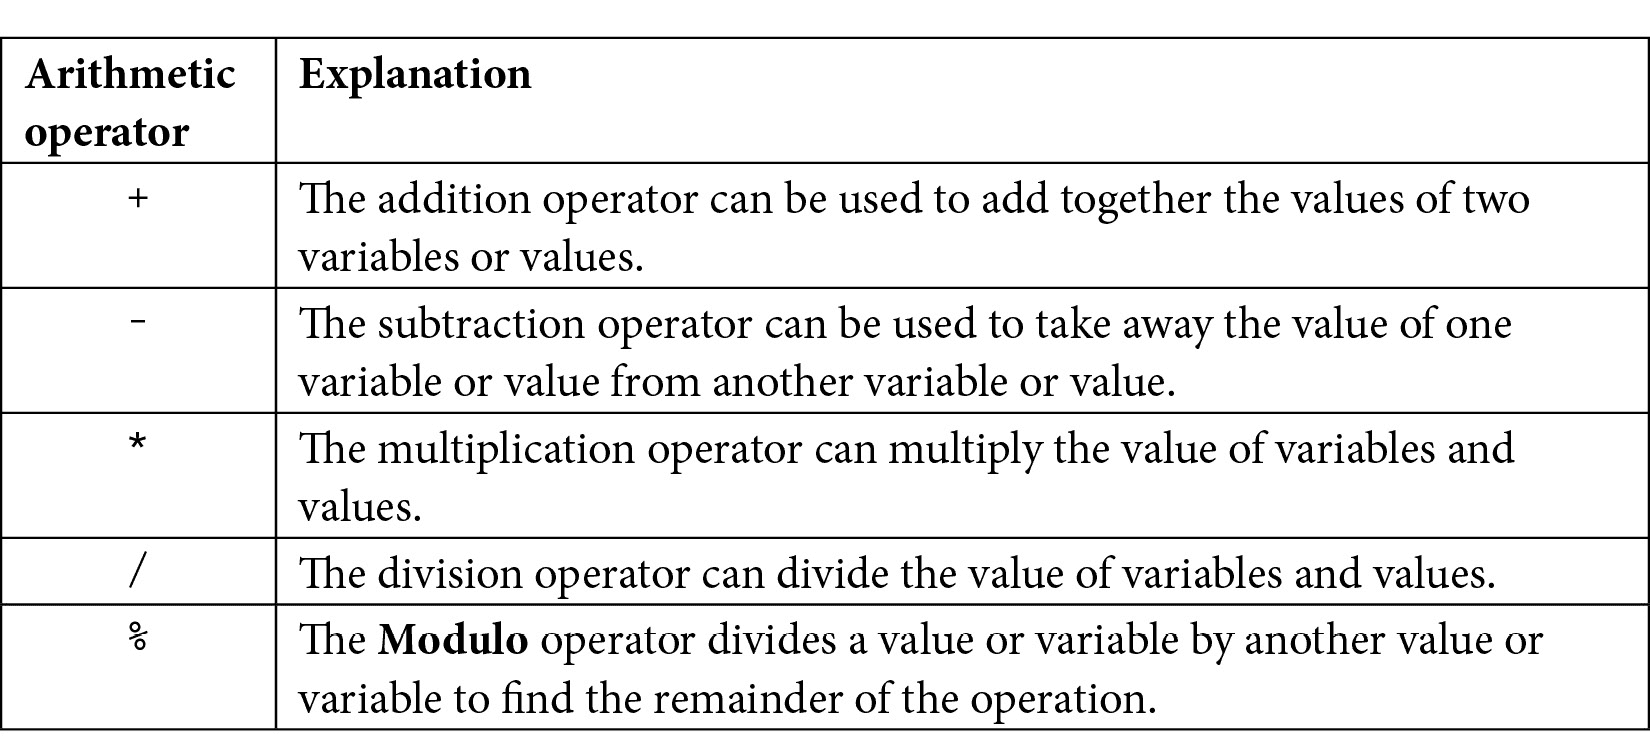 Arithmetic operator | Explanation
+ | The addition operator can be used to add together the values of two
variables or values.
- | The subtraction operator can be used to take away the value of one
variable or value from another variable or value.
* | The multiplication operator can multiply the value of variables and
values.
/ | The division operator can divide the value of variables and values.
% | The Modulo operator divides a value or variable by another value or
variable to find the remainder of the operation.